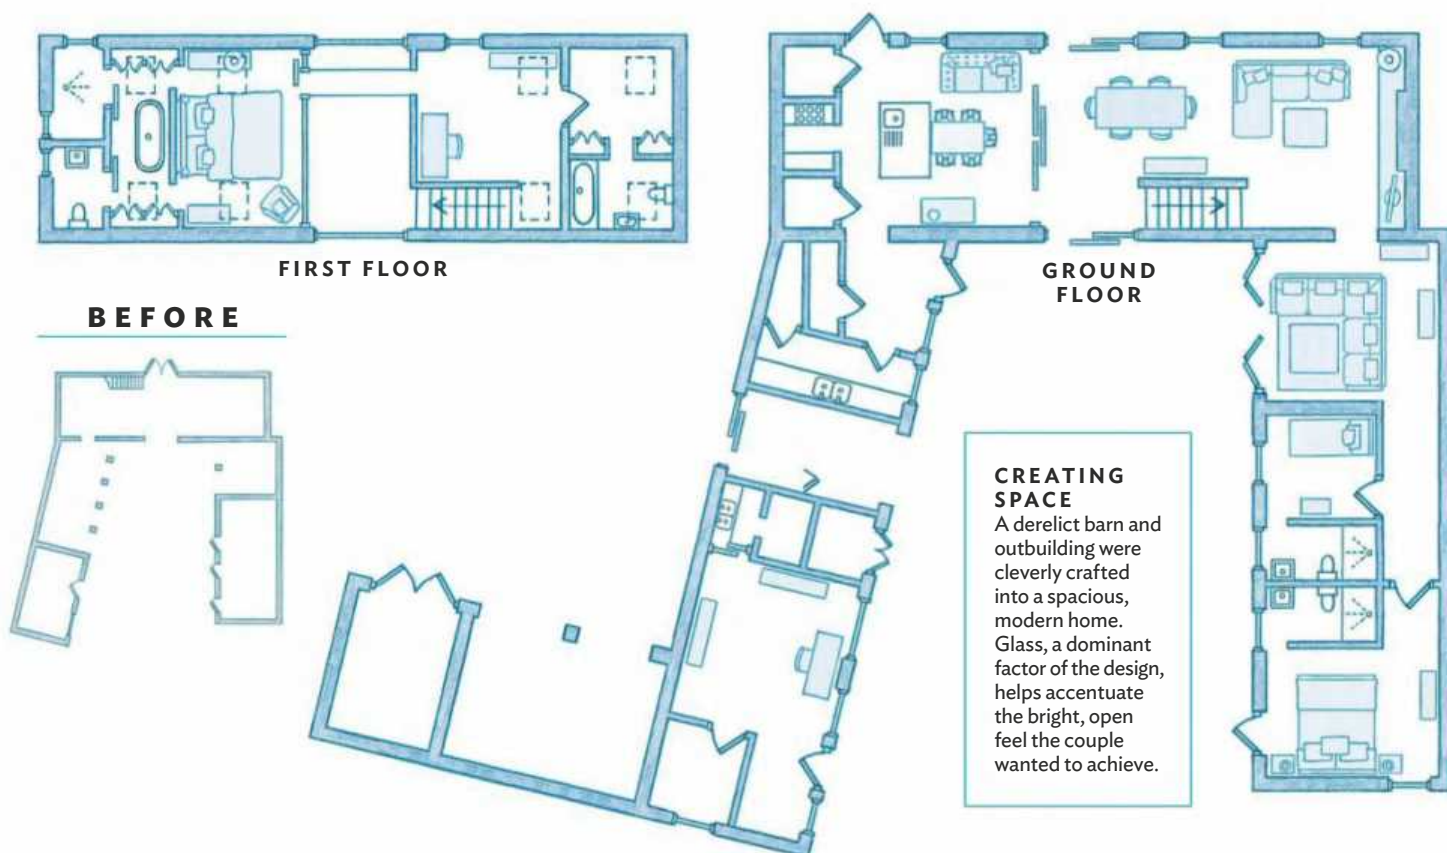 FIRST FLOOR
BEFORE
GROUND
FLOOR
CREATING
SPACE
A derelict barn and
outbuilding were
cleverly crafted
into a spacious,
modern home.
Glass, a dominant
factor of the design,
helps accentuate
the bright, open
feel the couple
wanted to achieve.